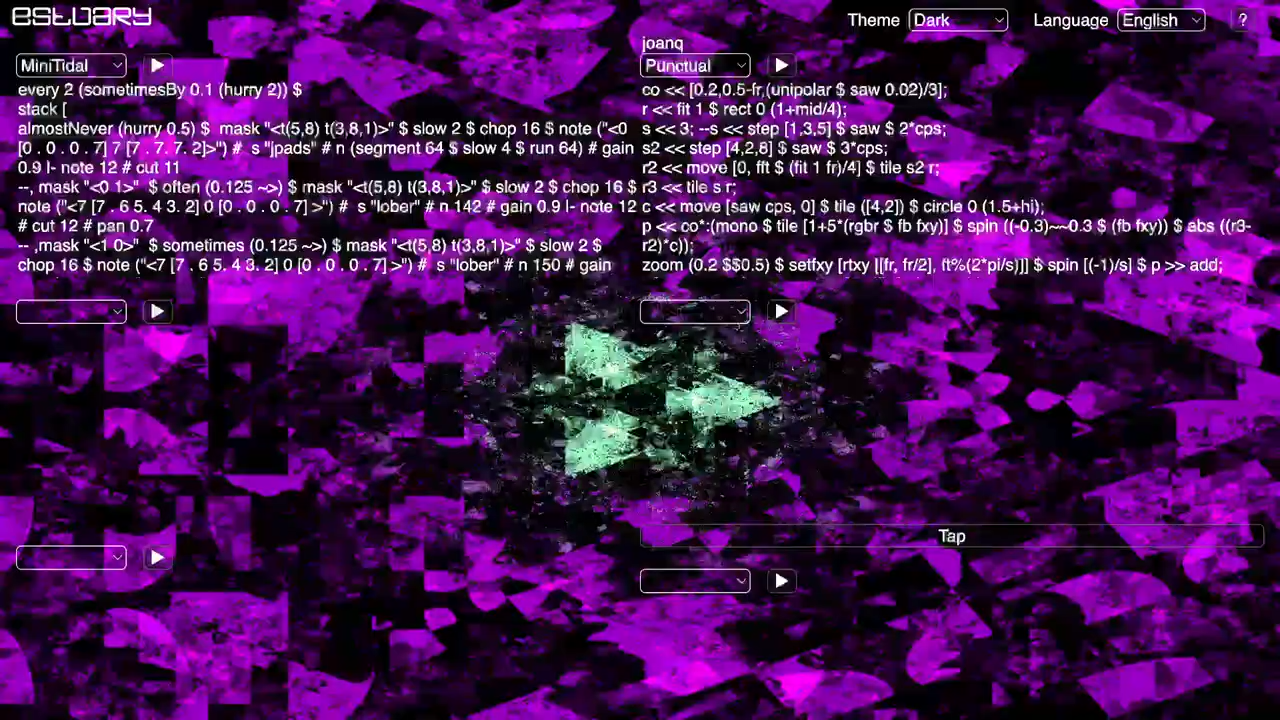 estuary
Theme Dark Language English ?
joanq
MiniTidal
every 2 (sometimesBy 0.1 (hurry 2)) $
stack [
almostNever (hurry 0.5) $ mask "<t(5,8) t(3,8,1)>" $ slow 2 $ chop 16 $ note ("<0
[0 . 0 . 0 . 7] 7 [7 . 7. 7. 2]>") # s "jpads" # n (segment 64 $ slow 4 $ run 64) # gain
0.9 |- note 12 # cut 11
--, mask "<0 1>" $ often (0.125 ~>) $ mask "<t(5,8) t(3,8,1)>" $ slow 2 $ chop 16 $
note ("<7 [7 . 6 5. 4 3. 2] 0 [0 . 0 . 0 . 7] >") # s "lober" # n 142 # gain 0.9 |- note 12
# cut 12 # pan 0.7
-- ,mask "<1 0>" $ sometimes (0.125 ~>) $ mask "<t(5,8) t(3,8,1)>" $ slow 2 $
chop 16 $ note ("<7 [7 . 6 5. 4 3. 2] 0 [0 . 0 . 0 . 7] >") # s "lober" # n 150 # gain
Punctual
co << [0.2,0.5-fr,(unipolar $ saw 0.02)/3];
r << fit 1 $ rect 0 (1+mid/4);
s << 3; --s << step [1,3,5] $ saw $ 2*cps;
s2 << step [4,2,8] $ saw $ 3*cps;
r2 << move [0, fft $ (fit 1 fr)/4] $ tile s2 r;
r3 << tile s r;
c << move [saw cps, 0] $ tile ([4,2]) $ circle 0 (1.5+hi);
p << co*:(mono $ tile [1+5*(rgbr $ fb fxy)] $ spin ((-0.3)~~0.3 $ (fb fxy)) $ abs ((r3-
r2)*c));
zoom (0.2 $$0.5) $ setfxy [rtxy [[fr, fr/2], ft%(2*pi/s)]] $ spin [(-1)/s] $ p >> add;
Tap